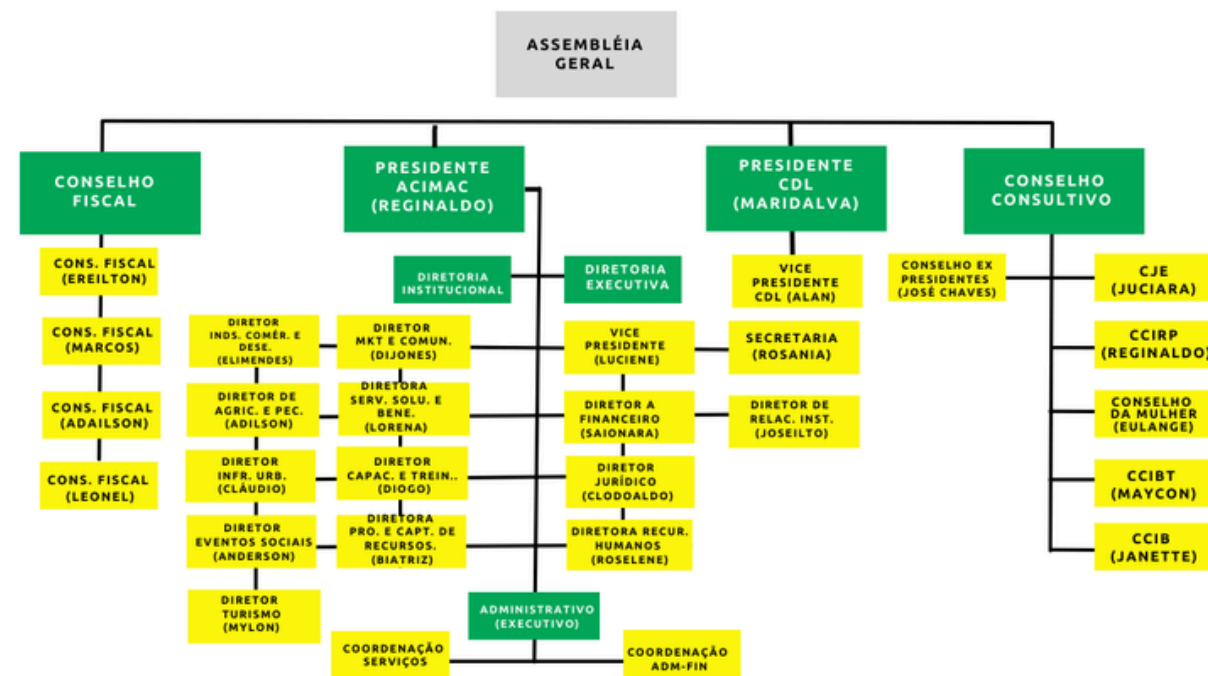 ASSEMBLÉIA
GERAL
CONSELHO
FISCAL
PRESIDENTE
ACIMAC
(REGINALDO)
PRESIDENTE
CDL
(MARIDALVA)
CONSELHO
CONSULTIVO
CONS. FISCAL
(EREILTON)
CONS. FISCAL
(MARCOS)
CONS. FISCAL
(ADAILSON)
CONS. FISCAL
(LEONEL)
DIRETORIA
INSTITUCIONAL
DIRETORIA
EXECUTIVA
DIRETOR
INDS. COMÉR. E
DESE.
(ELIMENDES)
DIRETOR
MKT E COMUN.
(DIJONES)
VICE
PRESIDENTE
(LUCIENE)
SECRETARIA
(ROSANIA)
DIRETOR DE
AGRIC. E PEC.
(ADILSON)
DIRETORA
SERV. SOLU. E
BENE.
(LORENA)
DIRETOR A
FINANCEIRO
(SAIONARA)
DIRETOR DE
RELAC. INST.
(JOSEILTO)
DIRETOR
INFR. URB.
(CLÁUDIO)
DIRETOR
CAPAC. E TREIN..
(DIOGO)
DIRETOR
JURÍDICO
(CLODOALDO)
DIRETOR
EVENTOS SOCIAIS
(ANDERSON)
DIRETORA
PRO. E CAPT. DE
RECURSOS.
(BIATRIZ)
DIRETORA RECUR.
HUMANOS
(ROSELENE)
DIRETOR
TURISMO
(MYLON)
ADMINISTRATIVO
(EXECUTIVO)
COORDENAÇÃO
SERVIÇOS
COORDENAÇÃO
ADM-FIN
VICE
PRESIDENTE
CDL (ALAN)
CONSELHO EX
PRESIDENTES
(JOSÉ CHAVES)
CJE
(JUCIARA)
CCIRP
(REGINALDO)
CONSELHO
DA MULHER
(EULANGE)
CCIBT
(MAYCON)
CCIB
(JANETTE)